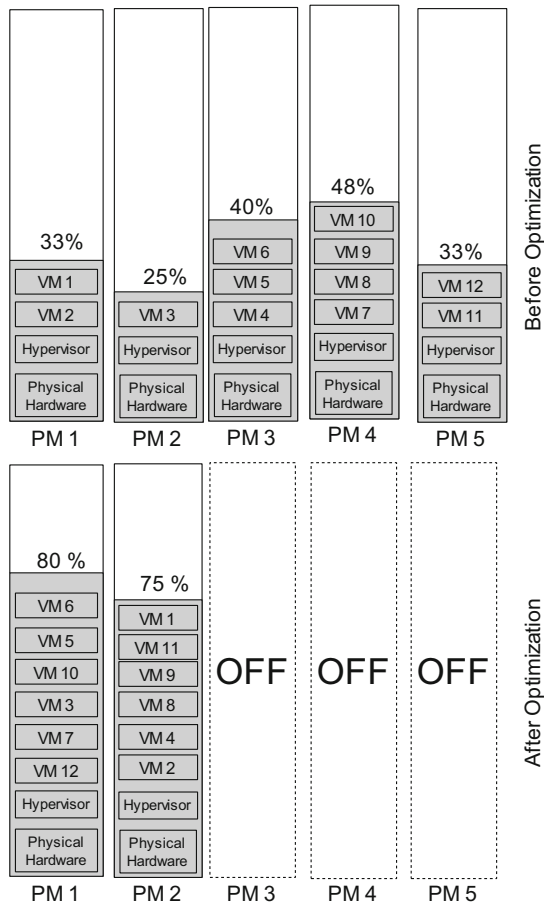 33%
VM 1
VM 2
Hypervisor
Physical
Hardware
PM 1
25%
VM 3
Hypervisor
Physical
Hardware
PM 2
40%
VM 6
VM 5
VM 4
Hypervisor
Physical
Hardware
PM 3
48%
VM 10
VM 9
VM 8
VM 7
Hypervisor
Physical
Hardware
PM 4
33%
VM 12
VM 11
Hypervisor
Physical
Hardware
PM 5
Before Optimization
80 %
VM 6
VM 5
VM 10
VM 3
VM 7
VM 12
Hypervisor
Physical
Hardware
PM 1
75 %
VM 1
VM 11
VM 9
VM 8
VM 4
VM 2
Hypervisor
Physical
Hardware
PM 2
OFF
PM 3
OFF
PM 4
OFF
PM 5
After Optimization